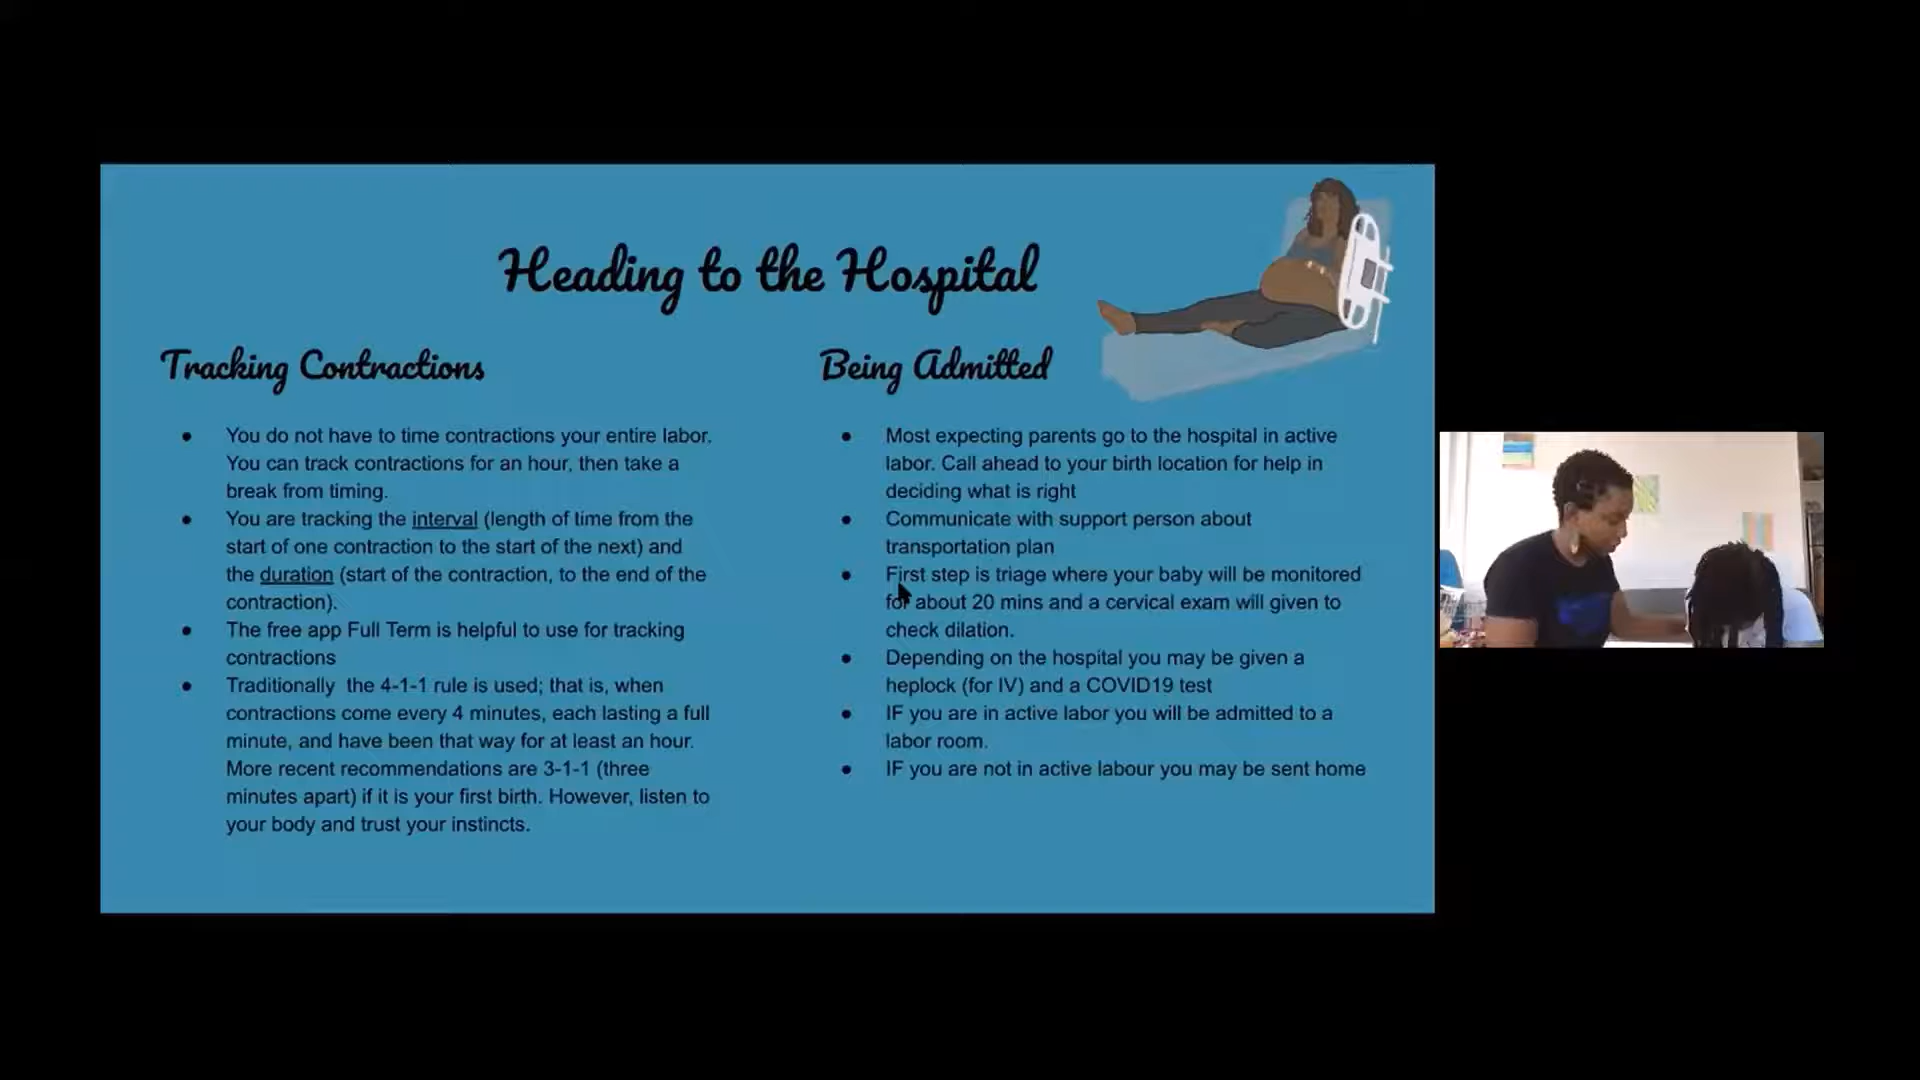 Heading to the Hospital
Tracking Contractions
● You do not have to time contractions your entire labor.
You can track contractions for an hour, then take a
break from timing.
● You are tracking the interval (length of time from the
start of one contraction to the start of the next) and
the duration (start of the contraction, to the end of the
contraction).
● The free app Full Term is helpful to use for tracking
contractions
● Traditionally the 4-1-1 rule is used; that is, when
contractions come every 4 minutes, each lasting a full
minute, and have been that way for at least an hour.
More recent recommendations are 3-1-1 (three
minutes apart) if it is your first birth. However, listen to
your body and trust your instincts.
Being Admitted
● Most expecting parents go to the hospital in active
labor. Call ahead to your birth location for help in
deciding what is right
● Communicate with support person about
transportation plan
● First step is triage where your baby will be monitored
for about 20 mins and a cervical exam will given to
check dilation.
● Depending on the hospital you may be given a
heplock (for IV) and a COVID19 test
● IF you are in active labor you will be admitted to a
labor room.
● IF you are not in active labour you may be sent home